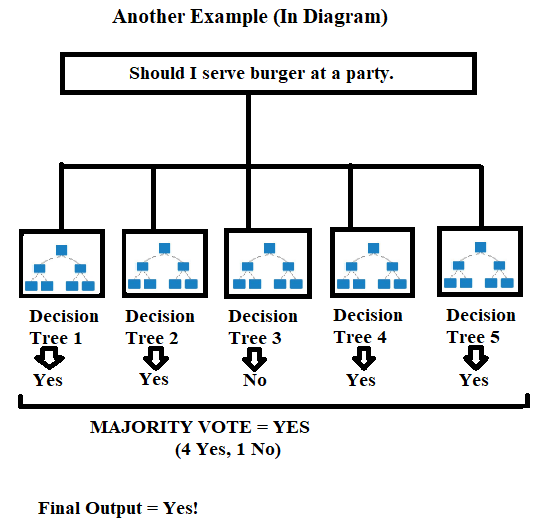 Another Example (In Diagram)
Should I serve burger at a party.
Decision Tree 1
Decision Tree 2
Decision Tree 3
Decision Tree 4
Decision Tree 5
Yes
Yes
No
Yes
Yes
MAJORITY VOTE = YES
(4 Yes, 1 No)
Final Output = Yes!